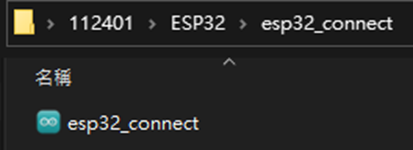 112401 > ESP32 > esp32_connect
名稱
esp32_connect